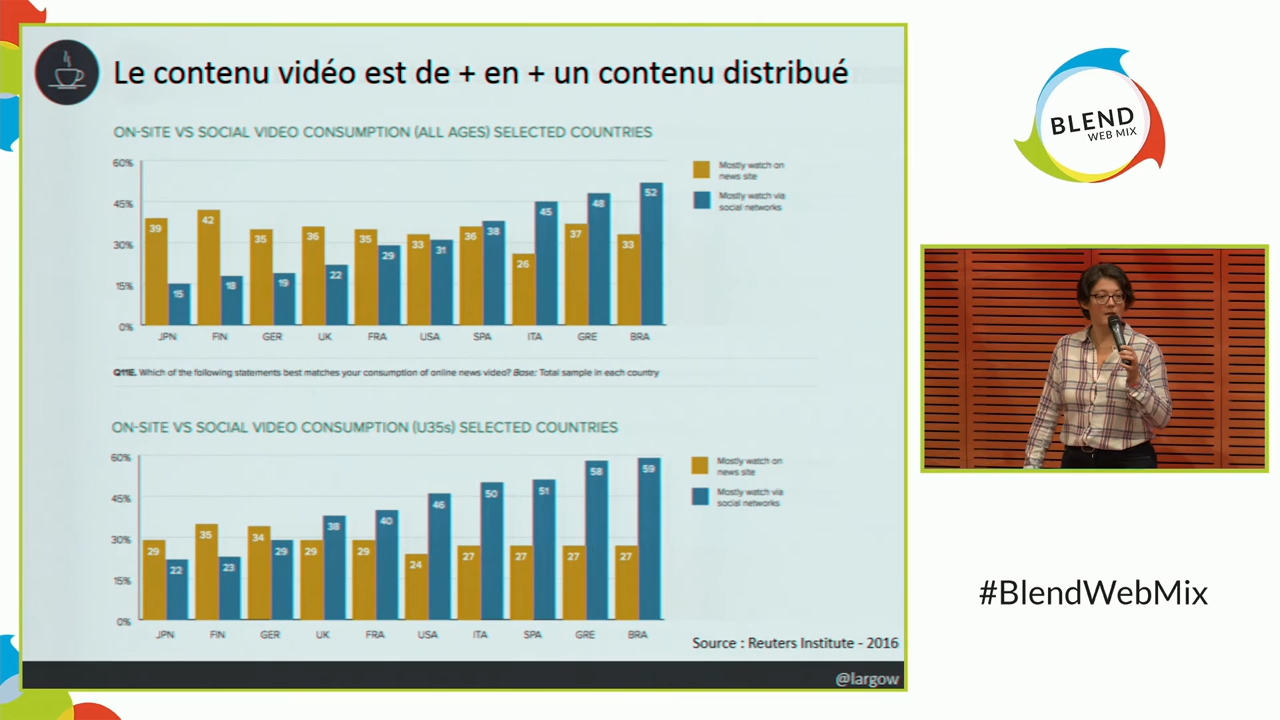 Le contenu vidéo est de + en + un contenu distribué
ON-SITE VS SOCIAL VIDEO CONSUMPTION (ALL AGES) SELECTED COUNTRIES
60%
45%
30%
15%
0%
39 15 42 18 35 19 36 22 35 29 33 31 36 38 26 45 37 48 33 52
JPN FIN GER UK FRA USA SPA ITA GRE BRA
Mostly watch on
news site
Mostly watch via
social networks
Q11E. Which of the following statements best matches your consumption of online news video? Base: Total sample in each country
ON-SITE VS SOCIAL VIDEO CONSUMPTION (U35s) SELECTED COUNTRIES
60%
45%
30%
15%
0%
29 22 35 23 34 29 29 38 29 40 24 46 27 50 27 51 27 58 27 59
JPN FIN GER UK FRA USA ITA SPA GRE BRA
Mostly watch on
news site
Mostly watch via
social networks
Source : Reuters Institute - 2016
@largow
BLEND
WEB MIX
#BlendWebMix